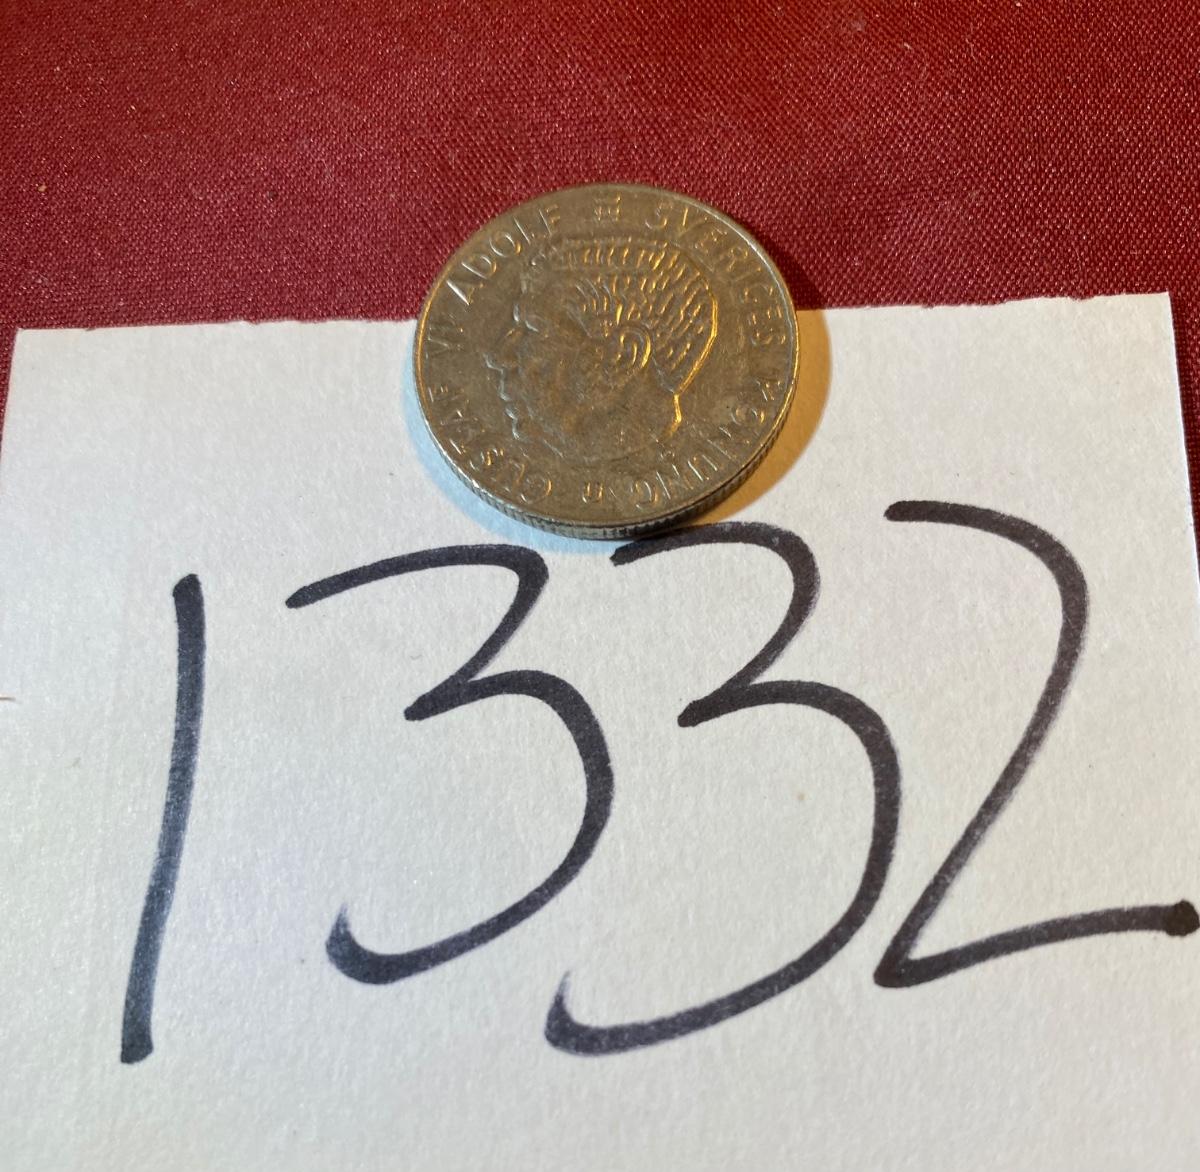 GUSTAF VI ADOLF SVERIGES KONUNG U
1332